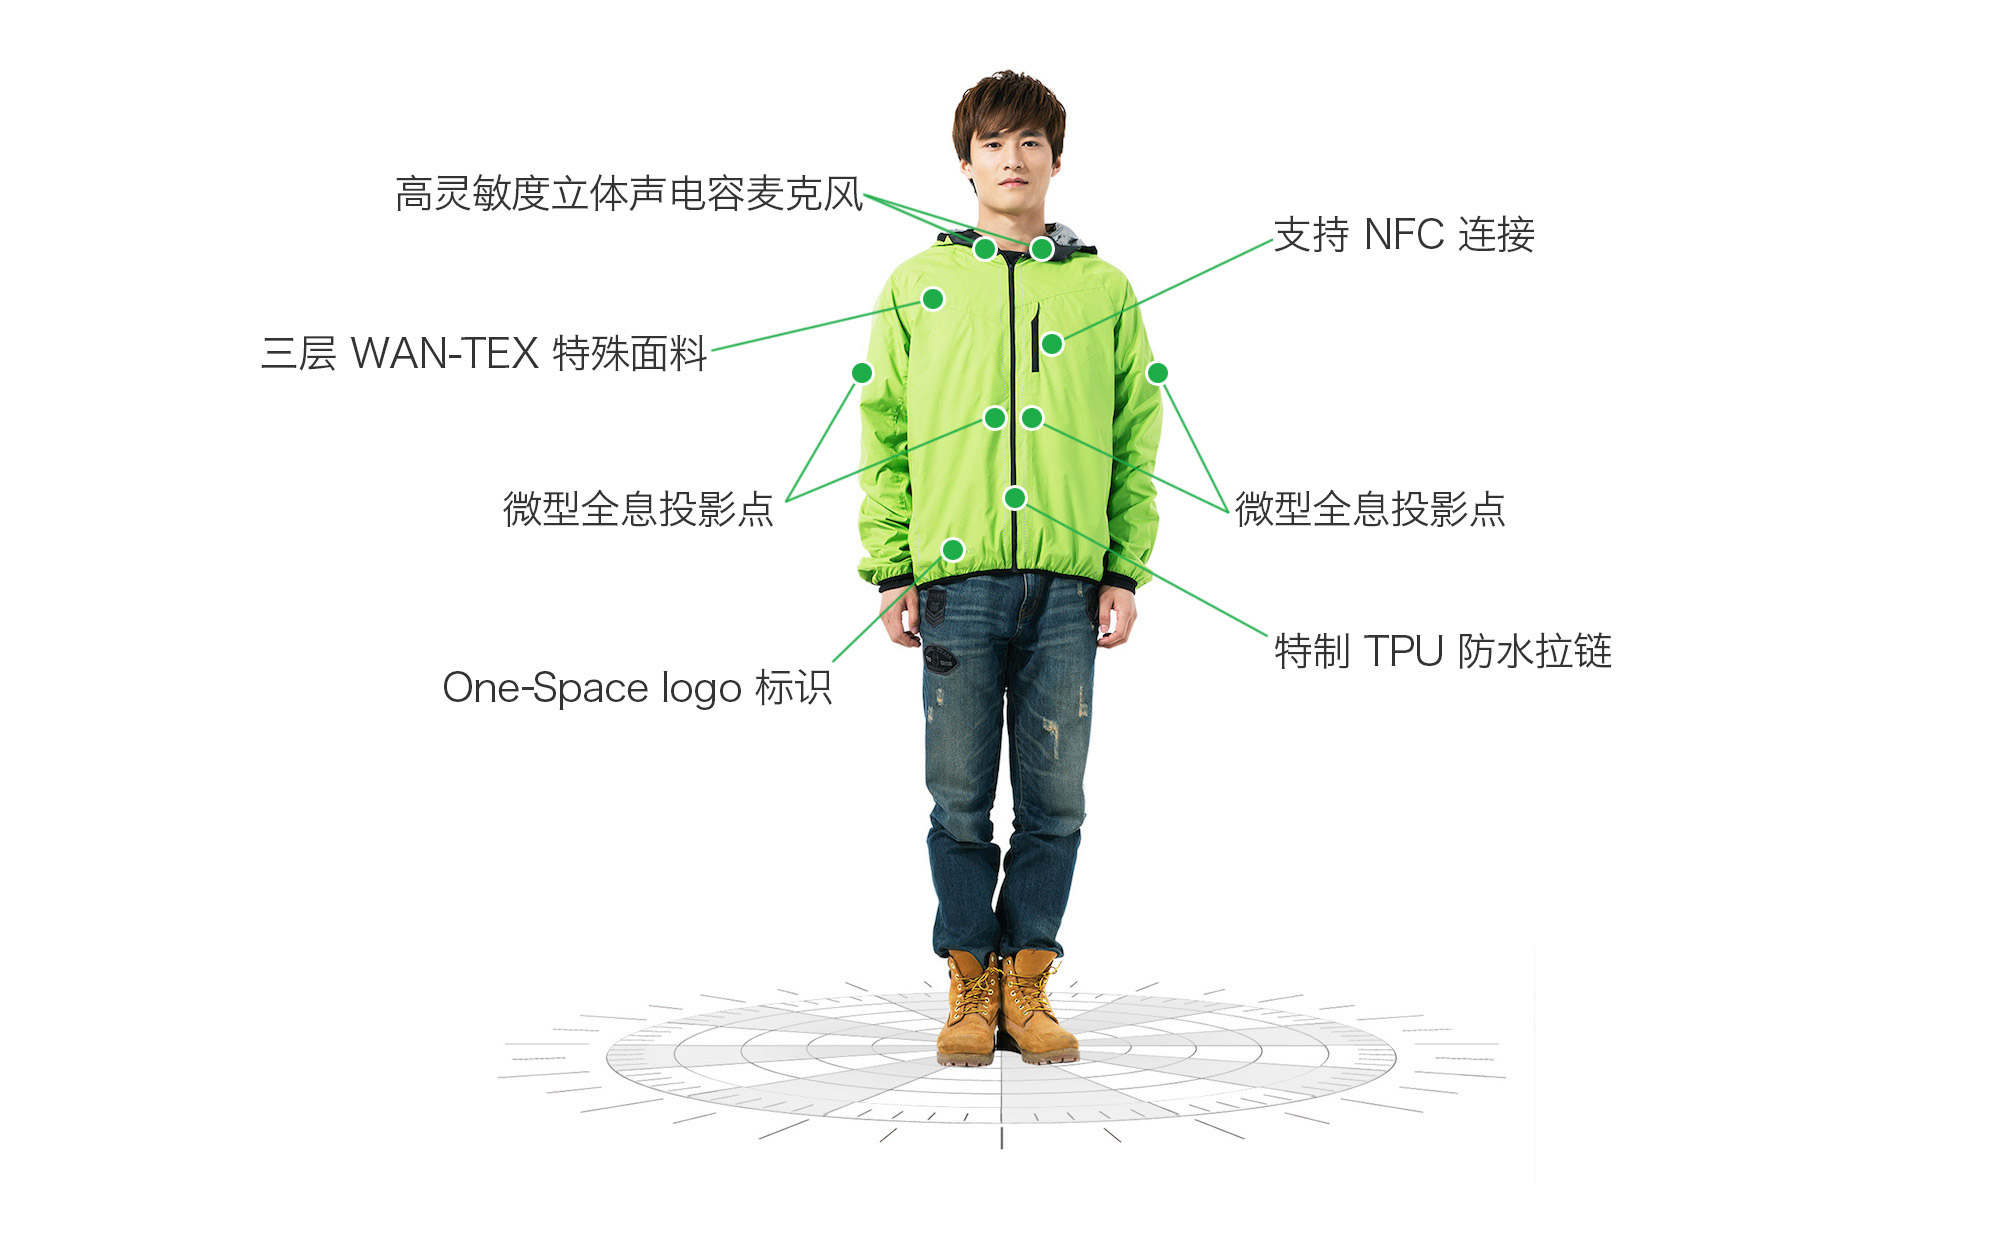 高灵敏度立体声电容麦克风
支持 NFC 连接
三层 WAN-TEX 特殊面料
微型全息投影点
微型全息投影点
特制 TPU 防水拉链
One-Space logo 标识